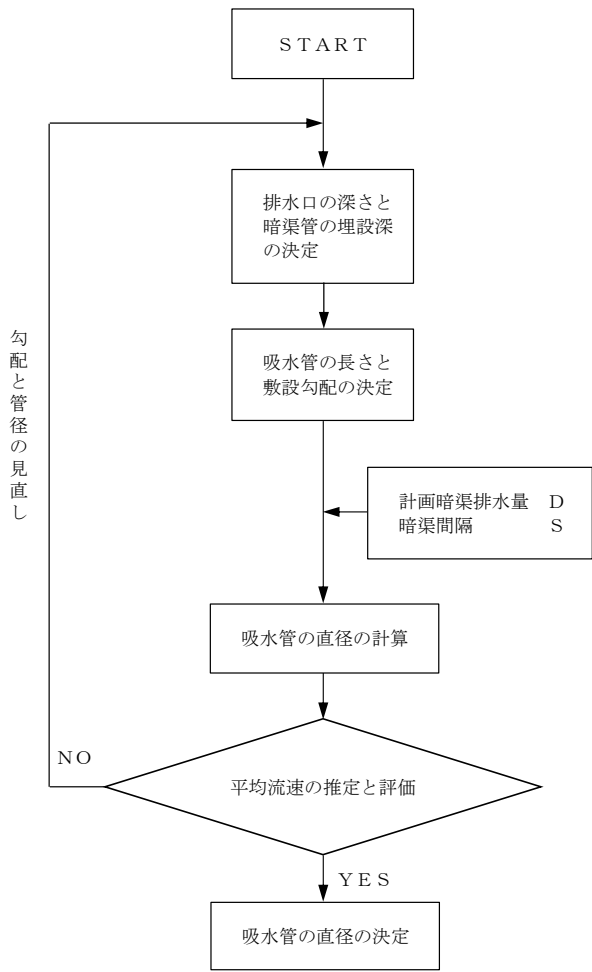 ＳＴＡＲＴ
排水口の深さと
暗渠管の埋設深
の決定
吸水管の長さと
敷設勾配の決定
勾配と管径の見直し
計画暗渠排水量　Ｄ
暗渠間隔　Ｓ
吸水管の直径の計算
ＮＯ
平均流速の推定と評価
ＹＥＳ
吸水管の直径の決定